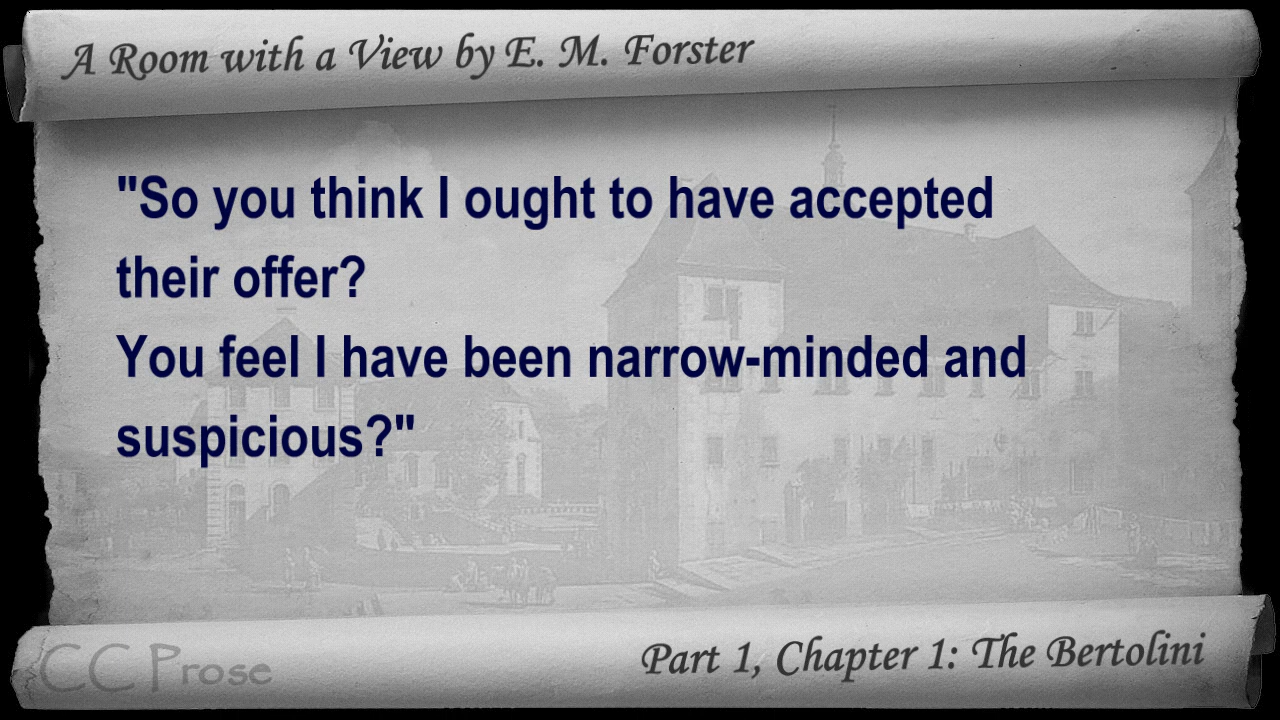 A Room with a View by E. M. Forster
"So you think I ought to have accepted
their offer?
You feel I have been narrow-minded and
suspicious?"
CC Prose
Part 1, Chapter 1: The Bertolini